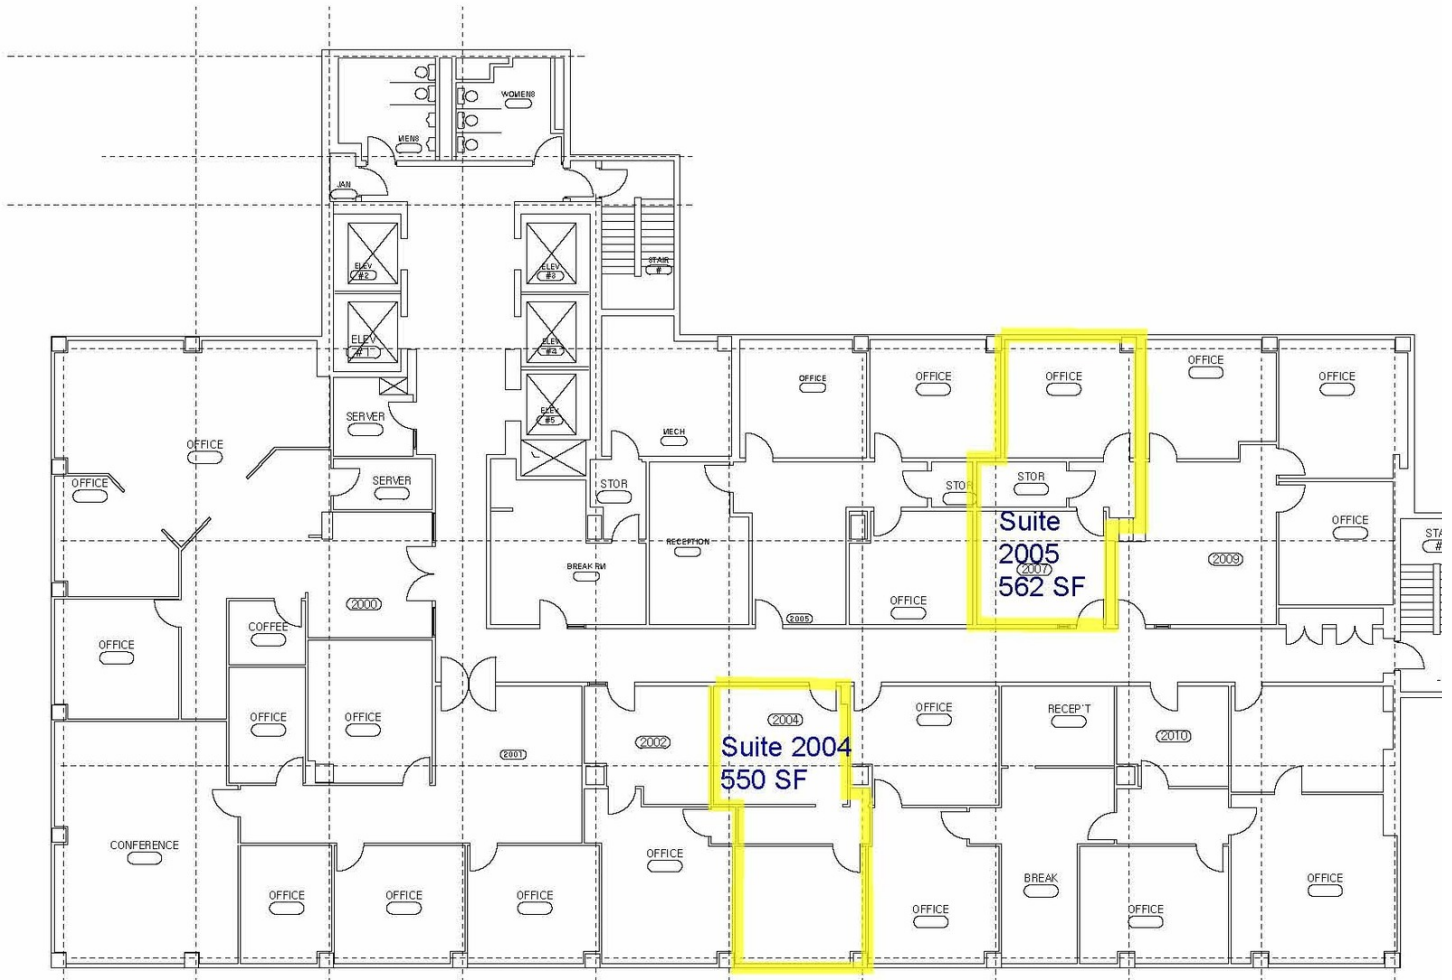 WOMENS
MENS
JAN
ELEV
#2
ELEV
#3
STAIR
#
ELEV
#1
ELEV
#4
OFFICE
OFFICE
OFFICE
OFFICE
OFFICE
ELEV
#5
SERVER
MECH
OFFICE
SERVER
STOR
STOR
STOR
OFFICE
Suite
2005
562 SF
OFFICE
STA
#
RECEPTION
BREAK RM
2007
2009
2000
OFFICE
2005
COFFEE
OFFICE
OFFICE
OFFICE
2001
2002
2004
Suite 2004
550 SF
OFFICE
RECEP'T
2010
CONFERENCE
OFFICE
OFFICE
OFFICE
OFFICE
OFFICE
BREAK
OFFICE
OFFICE